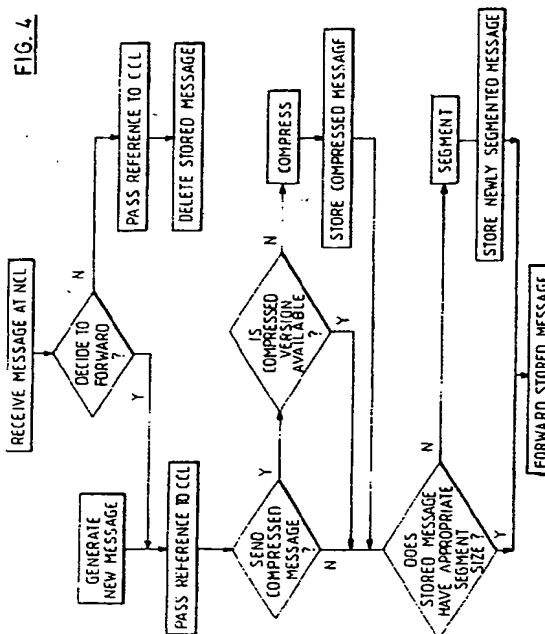 FIG. 4
RECEIVE MESSAGE AT NCL
DECIDE TO
FORWARD
?
N
PASS REFERENCE TO CCL
DELETE STORED MESSAGE
Y
GENERATE
NEW MESSAGE
PASS REFERENCE TO CCL
SEND
COMPRESSED
MESSAGE
?
Y
N
IS
COMPRESSED
VERSION
AVAILABLE
?
N
COMPRESS
STORE COMPRESSED MESSAGE
Y
DOES
STORED MESSAGE
HAVE APPROPRIATE
SEGMENT
SIZE ?
N
SEGMENT
STORE NEWLY SEGMENTED MESSAGE
Y
FORWARD STORED MESSAGE